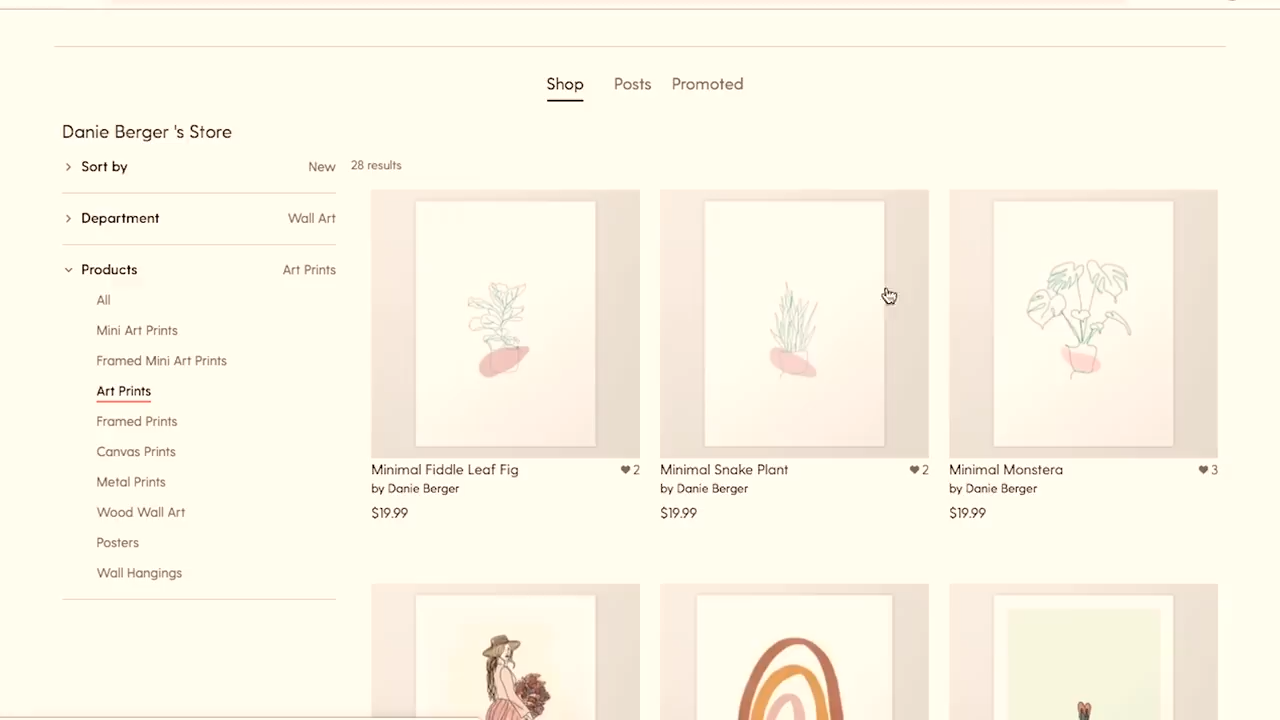 Shop Posts Promoted
Danie Berger 's Store
Sort by New
28 results
Department Wall Art
Products Art Prints
All
Mini Art Prints
Framed Mini Art Prints
Art Prints
Framed Prints
Canvas Prints
Metal Prints
Wood Wall Art
Posters
Wall Hangings
Minimal Fiddle Leaf Fig 2
by Danie Berger
$19.99
Minimal Snake Plant 2
by Danie Berger
$19.99
Minimal Monstera 3
by Danie Berger
$19.99